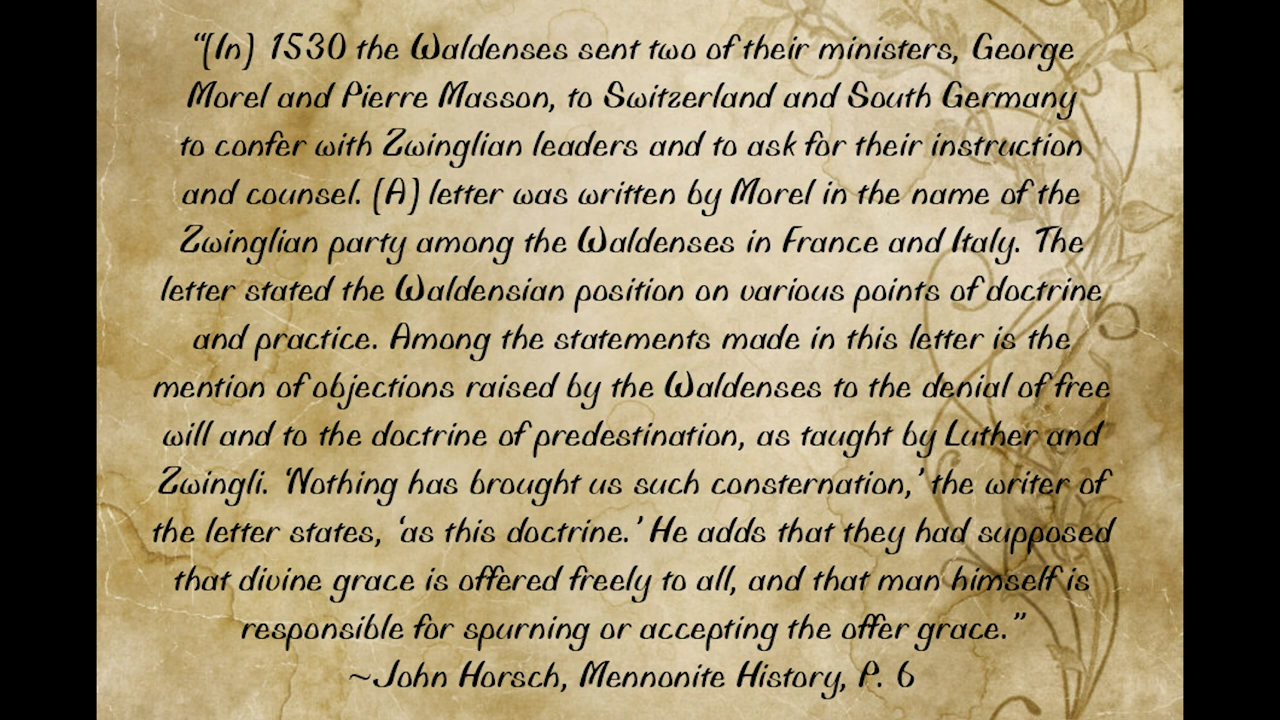 “(In) 1530 the Waldenses sent two of their ministers, George
Morel and Pierre Masson, to Switzerland and South Germany
to confer with Zwinglian leaders and to ask for their instruction
and counsel. (A) letter was written by Morel in the name of the
Zwinglian party among the Waldenses in France and Italy. The
letter stated the Waldensian position on various points of doctrine
and practice. Among the statements made in this letter is the
mention of objections raised by the Waldenses to the denial of free
will and to the doctrine of predestination, as taught by Luther and
Zwingli. ‘Nothing has brought us such consternation,’ the writer of
the letter states, ‘as this doctrine.’ He adds that they had supposed
that divine grace is offered freely to all, and that man himself is
responsible for spurning or accepting the offer grace.”
~John Horsch, Mennonite History, P. 6